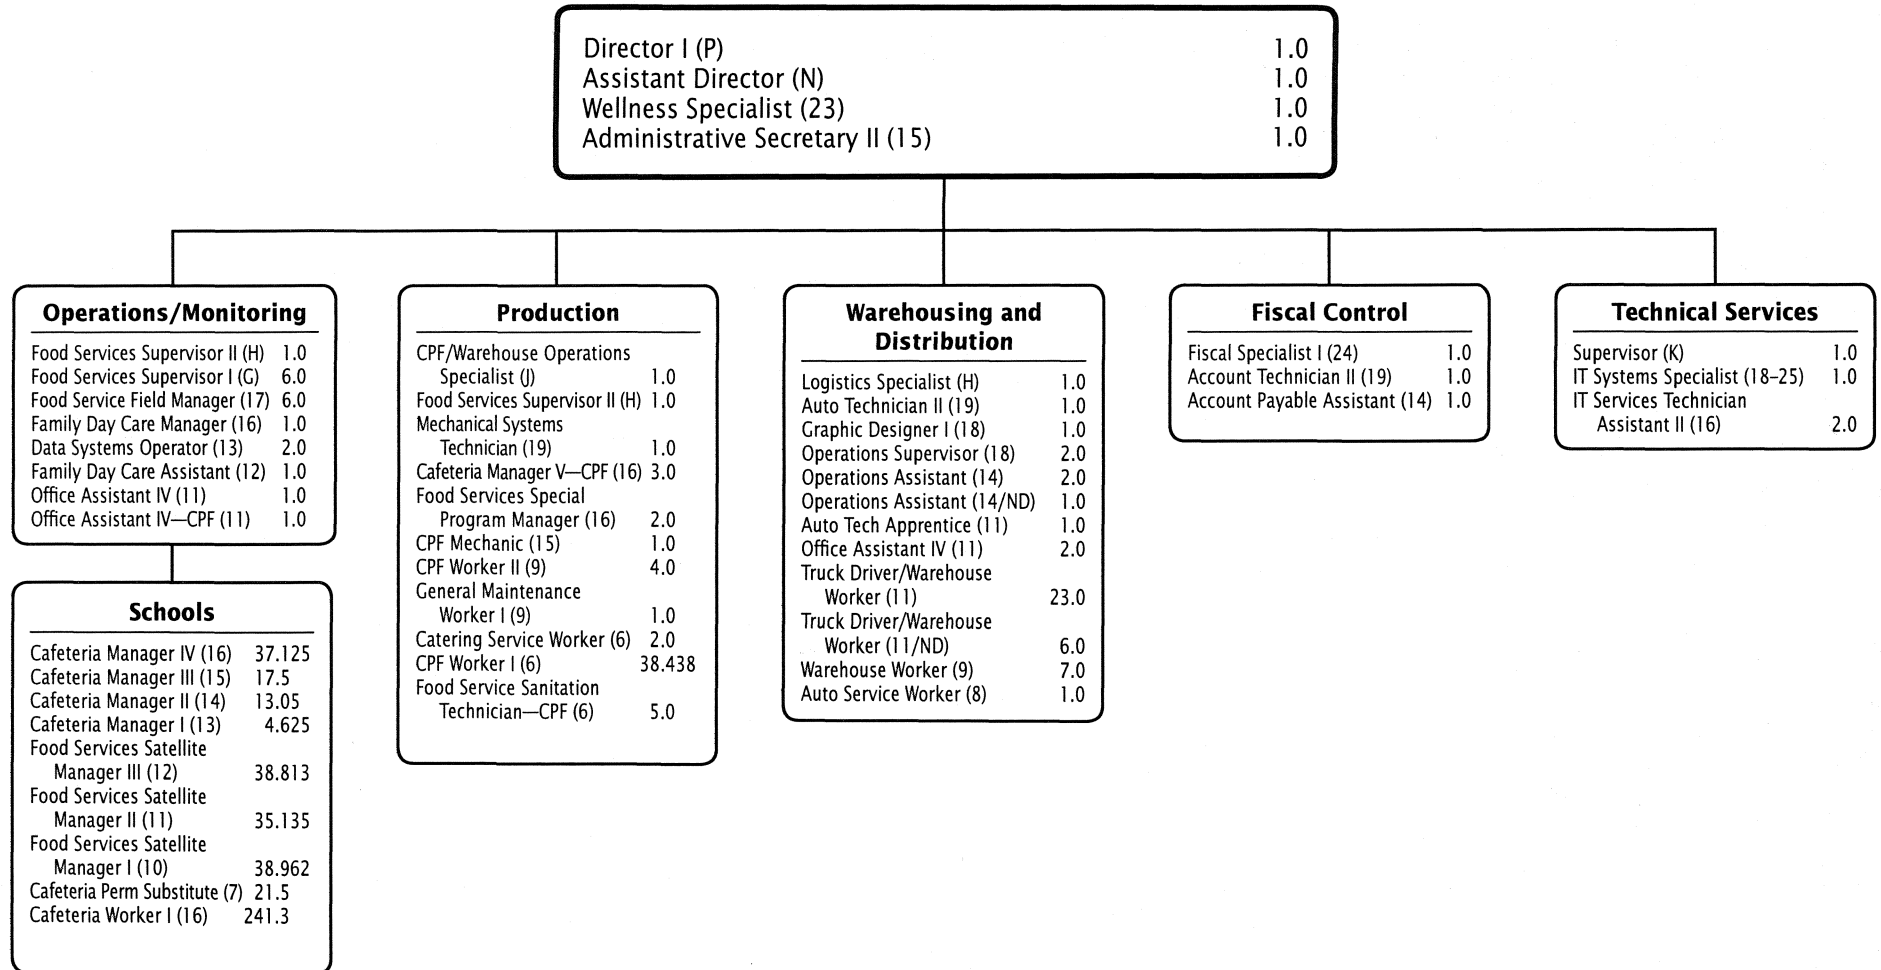 Director I (P) 1.0
Assistant Director (N) 1.0
Wellness Specialist (23) 1.0
Administrative Secretary II (15) 1.0
Operations/Monitoring
Food Services Supervisor II (H) 1.0
Food Services Supervisor I (G) 6.0
Food Service Field Manager (17) 6.0
Family Day Care Manager (16) 1.0
Data Systems Operator (13) 2.0
Family Day Care Assistant (12) 1.0
Office Assistant IV (11) 1.0
Office Assistant IV—CPF (11) 1.0
Schools
Cafeteria Manager IV (16) 37.125
Cafeteria Manager III (15) 17.5
Cafeteria Manager II (14) 13.05
Cafeteria Manager I (13) 4.625
Food Services Satellite
Manager III (12) 38.813
Food Services Satellite
Manager II (11) 35.135
Food Services Satellite
Manager I (10) 38.962
Cafeteria Perm Substitute (7) 21.5
Cafeteria Worker I (16) 241.3
Production
CPF/Warehouse Operations
Specialist (J) 1.0
Food Services Supervisor II (H) 1.0
Mechanical Systems
Technician (19) 1.0
Cafeteria Manager V—CPF (16) 3.0
Food Services Special
Program Manager (16) 2.0
CPF Mechanic (15) 1.0
CPF Worker II (9) 4.0
General Maintenance
Worker I (9) 1.0
Catering Service Worker (6) 2.0
CPF Worker I (6) 38.438
Food Service Sanitation
Technician—CPF (6) 5.0
Warehousing and
Distribution
Logistics Specialist (H) 1.0
Auto Technician II (19) 1.0
Graphic Designer I (18) 1.0
Operations Supervisor (18) 2.0
Operations Assistant (14) 2.0
Operations Assistant (14/ND) 1.0
Auto Tech Apprentice (11) 1.0
Office Assistant IV (11) 2.0
Truck Driver/Warehouse
Worker (11) 23.0
Truck Driver/Warehouse
Worker (11/ND) 6.0
Warehouse Worker (9) 7.0
Auto Service Worker (8) 1.0
Fiscal Control
Fiscal Specialist I (24) 1.0
Account Technician II (19) 1.0
Account Payable Assistant (14) 1.0
Technical Services
Supervisor (K) 1.0
IT Systems Specialist (18–25) 1.0
IT Services Technician
Assistant II (16) 2.0